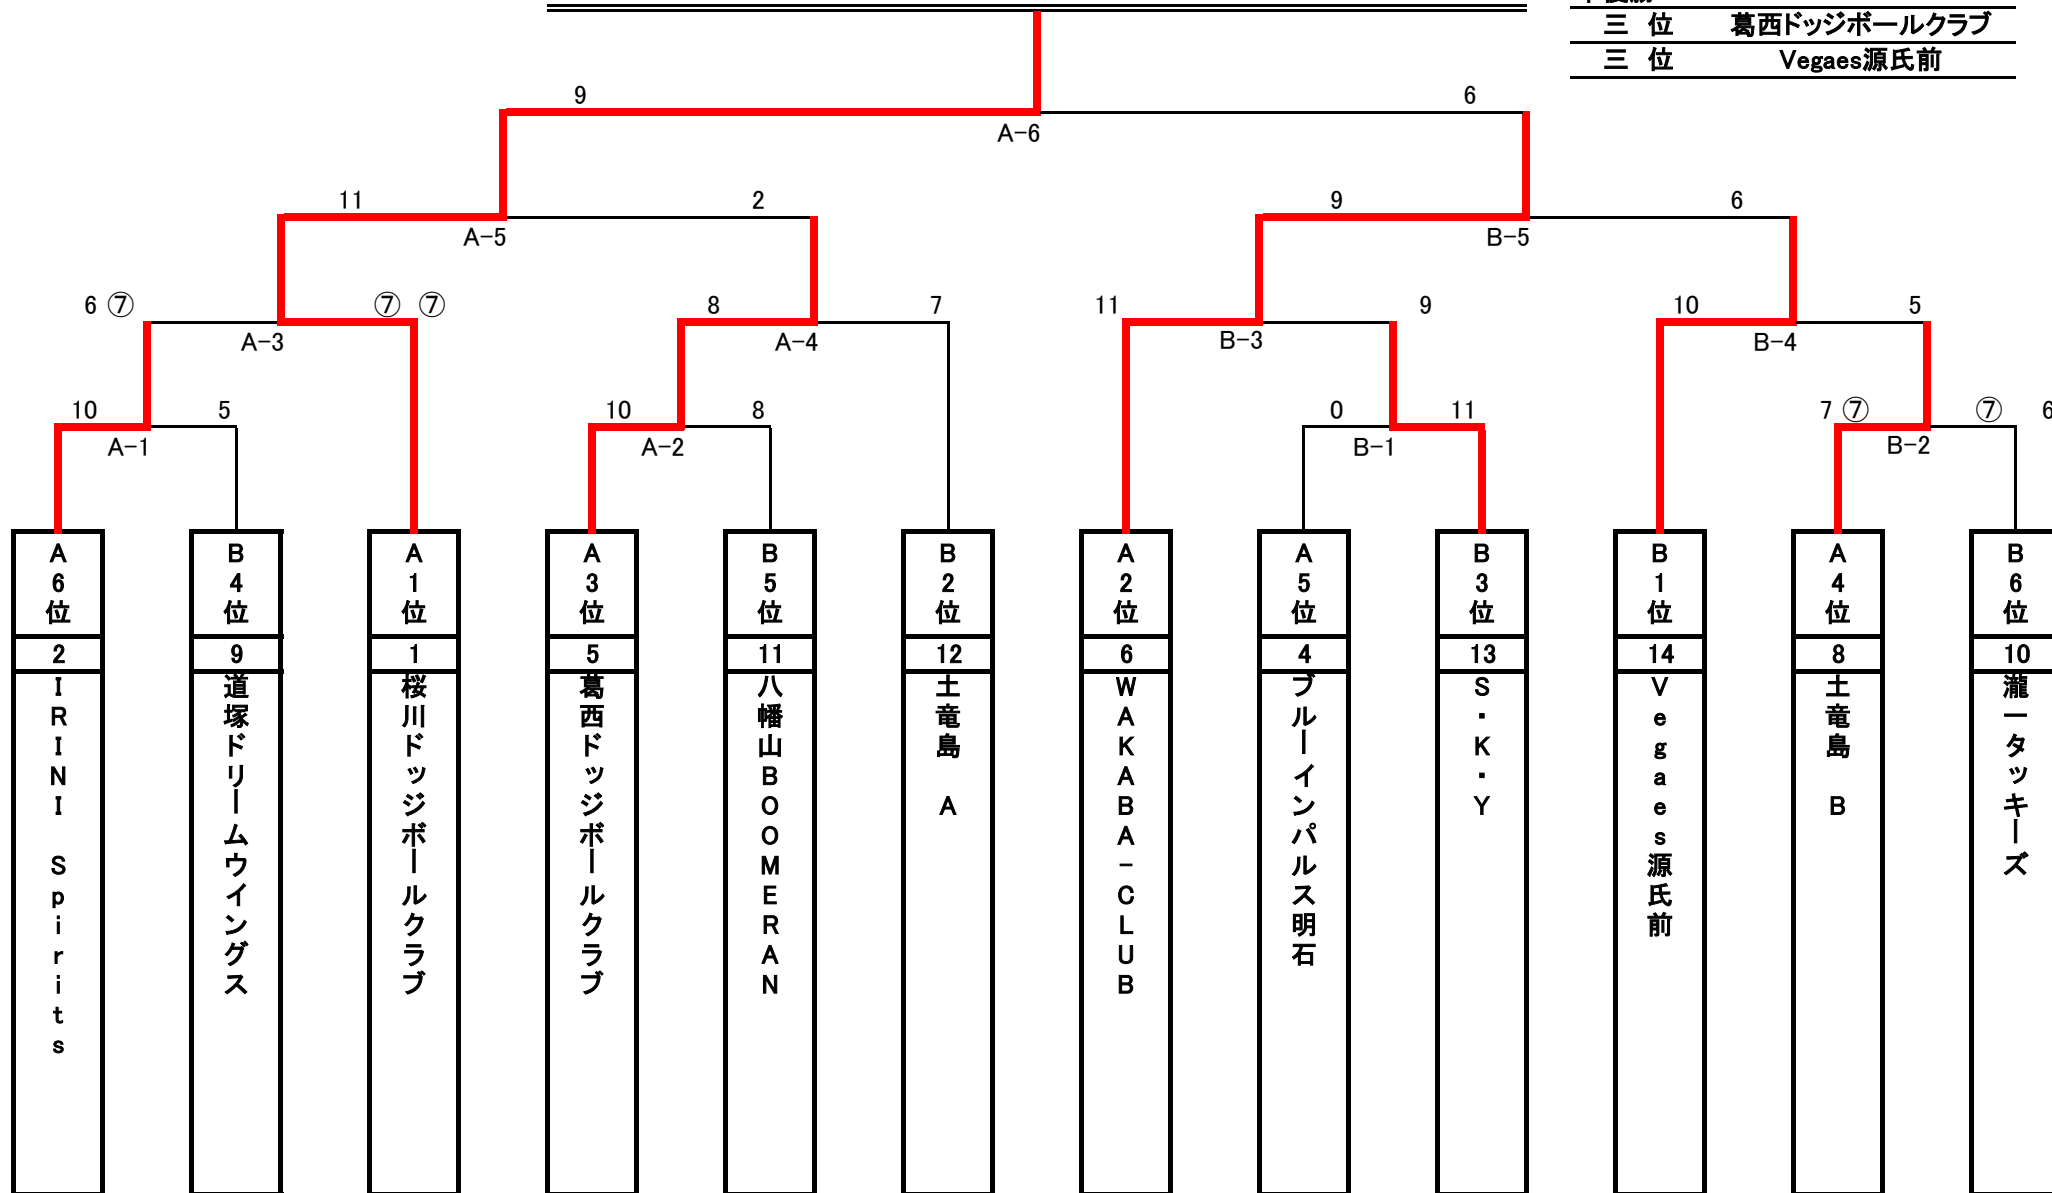 三 位 葛西ドッジボールクラブ
三 位 Vegaes源氏前
9 6
A-6
11 2 9 6
A-5 B-5
6 ⑦ ⑦ ⑦ 8 7 11 9 10 5
A-3 A-4 B-3 B-4
10 5 10 8 0 11 7 ⑦ ⑦ 6
A-1 A-2 B-1 B-2
A6位 B4位 A1位 A3位 B5位 B2位 A2位 A5位 B3位 B1位 A4位 B6位
2 9 1 5 11 12 6 4 13 14 8 10
IRINI Spirits
道塚ドリームウイングス
桜川ドッジボールクラブ
葛西ドッジボールクラブ
八幡山BOOMERAN
土竜島 A
WAKABA-CLUB
ブルーインパルス明石
S・K・Y
Vegaes源氏前
土竜島 B
瀧一タッキーズ